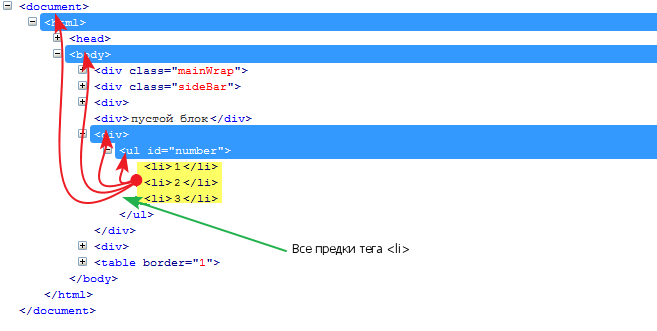 <document>
<html>
<head>
<body>
<div class="mainWrap">
<div class="sideBar">
<div>
<div>пустой блок</div>
<div>
<ul id="number">
<li>1</li>
<li>2</li>
<li>3</li>
</ul>
</div>
<div>
<table border="1">
</body>
</html>
</document>
Все предки тега <li>